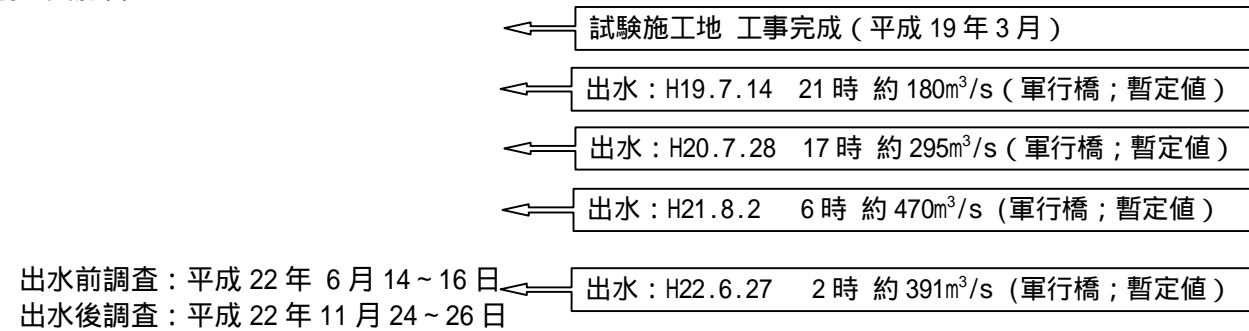 試験施工地 工事完成（平成 19 年 3 月）
出水：H19.7.14 21 時 約 180m³/s（軍行橋；暫定値）
出水：H20.7.28 17 時 約 295m³/s（軍行橋；暫定値）
出水：H21.8.2 6 時 約 470m³/s（軍行橋；暫定値）
出水前調査：平成 22 年 6 月 14～16 日
出水：H22.6.27 2 時 約 391m³/s（軍行橋；暫定値）
出水後調査：平成 22 年 11 月 24～26 日